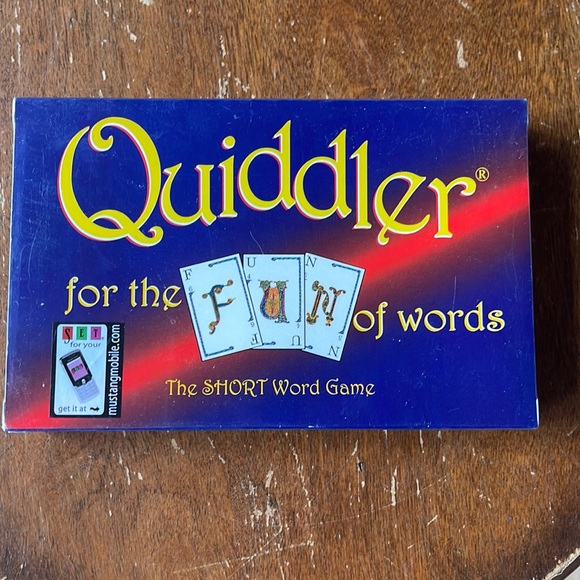 Quiddler®
for the FUN of words
The SHORT Word Game
SET
for your
get it at
mustangmobile.com